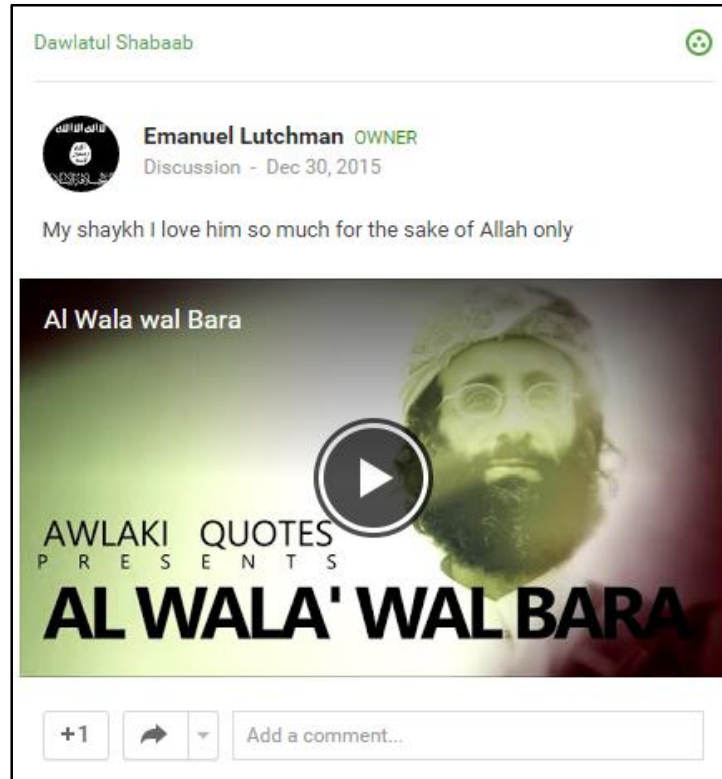 Dawlatul Shabaab
Emanuel Lutchman OWNER
Discussion - Dec 30, 2015
My shaykh I love him so much for the sake of Allah only
Al Wala wal Bara
AWLAKI QUOTES
PRESENTS
AL WALA' WAL BARA
+1
Add a comment...